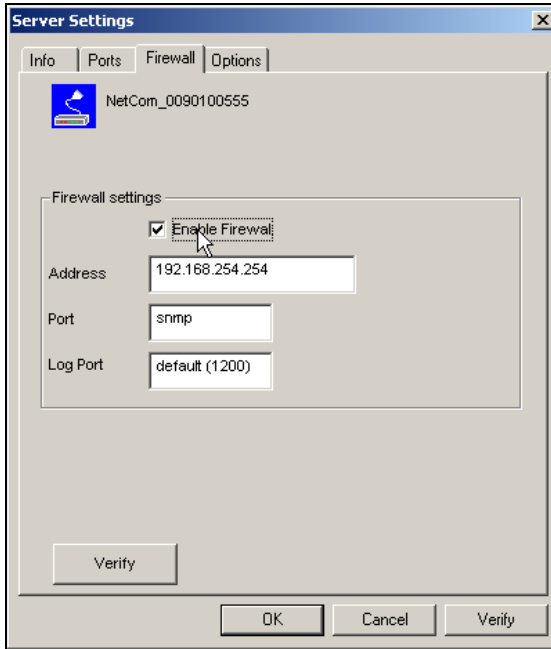 Server Settings
Info Ports Firewall Options
NetCom_0090100555
Firewall settings
Enable Firewal
Address 192.168.254.254
Port snmp
Log Port default (1200)
Verify
OK Cancel Verify